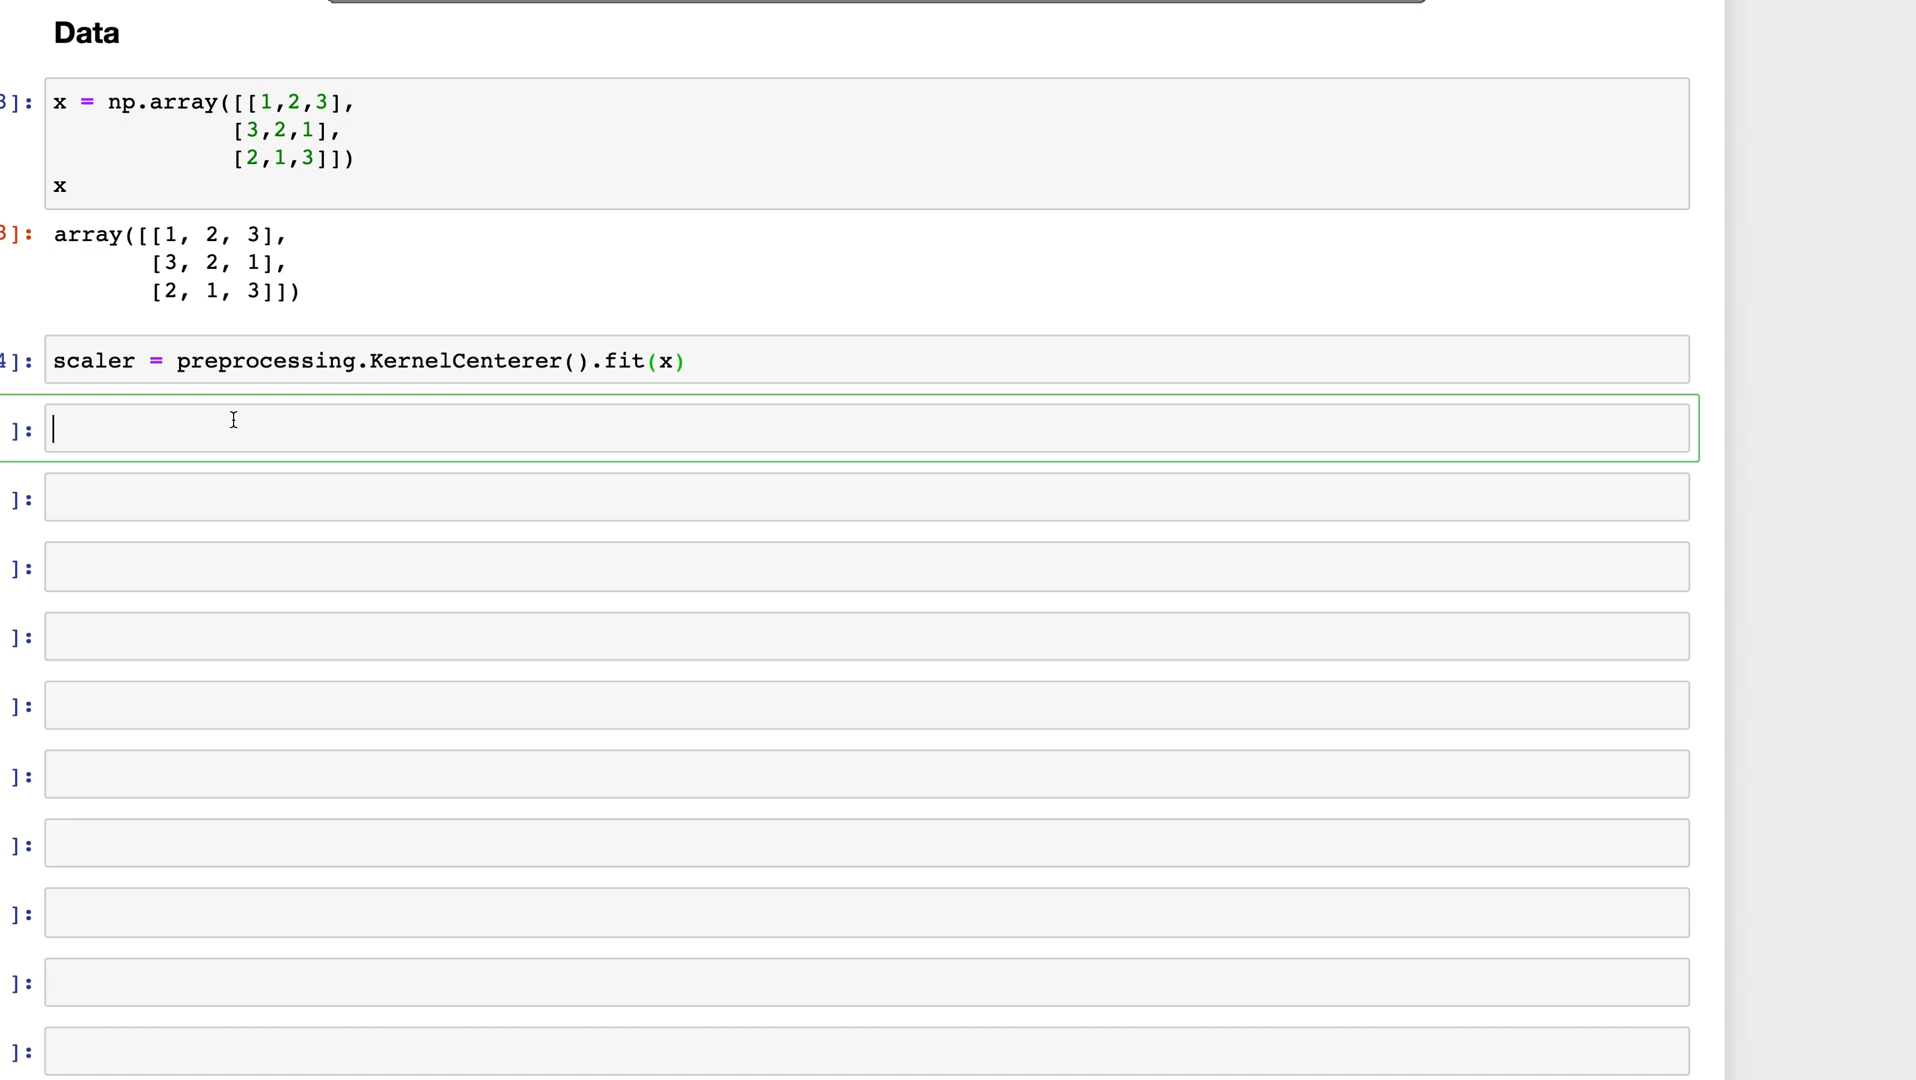 Data
3]: x = np.array([[1,2,3],
[3,2,1],
[2,1,3]])
x
3]: array([[1, 2, 3],
[3, 2, 1],
[2, 1, 3]])
4]: scaler = preprocessing.KernelCenterer().fit(x)
]:
]:
]:
]:
]:
]:
]:
]:
]:
]: